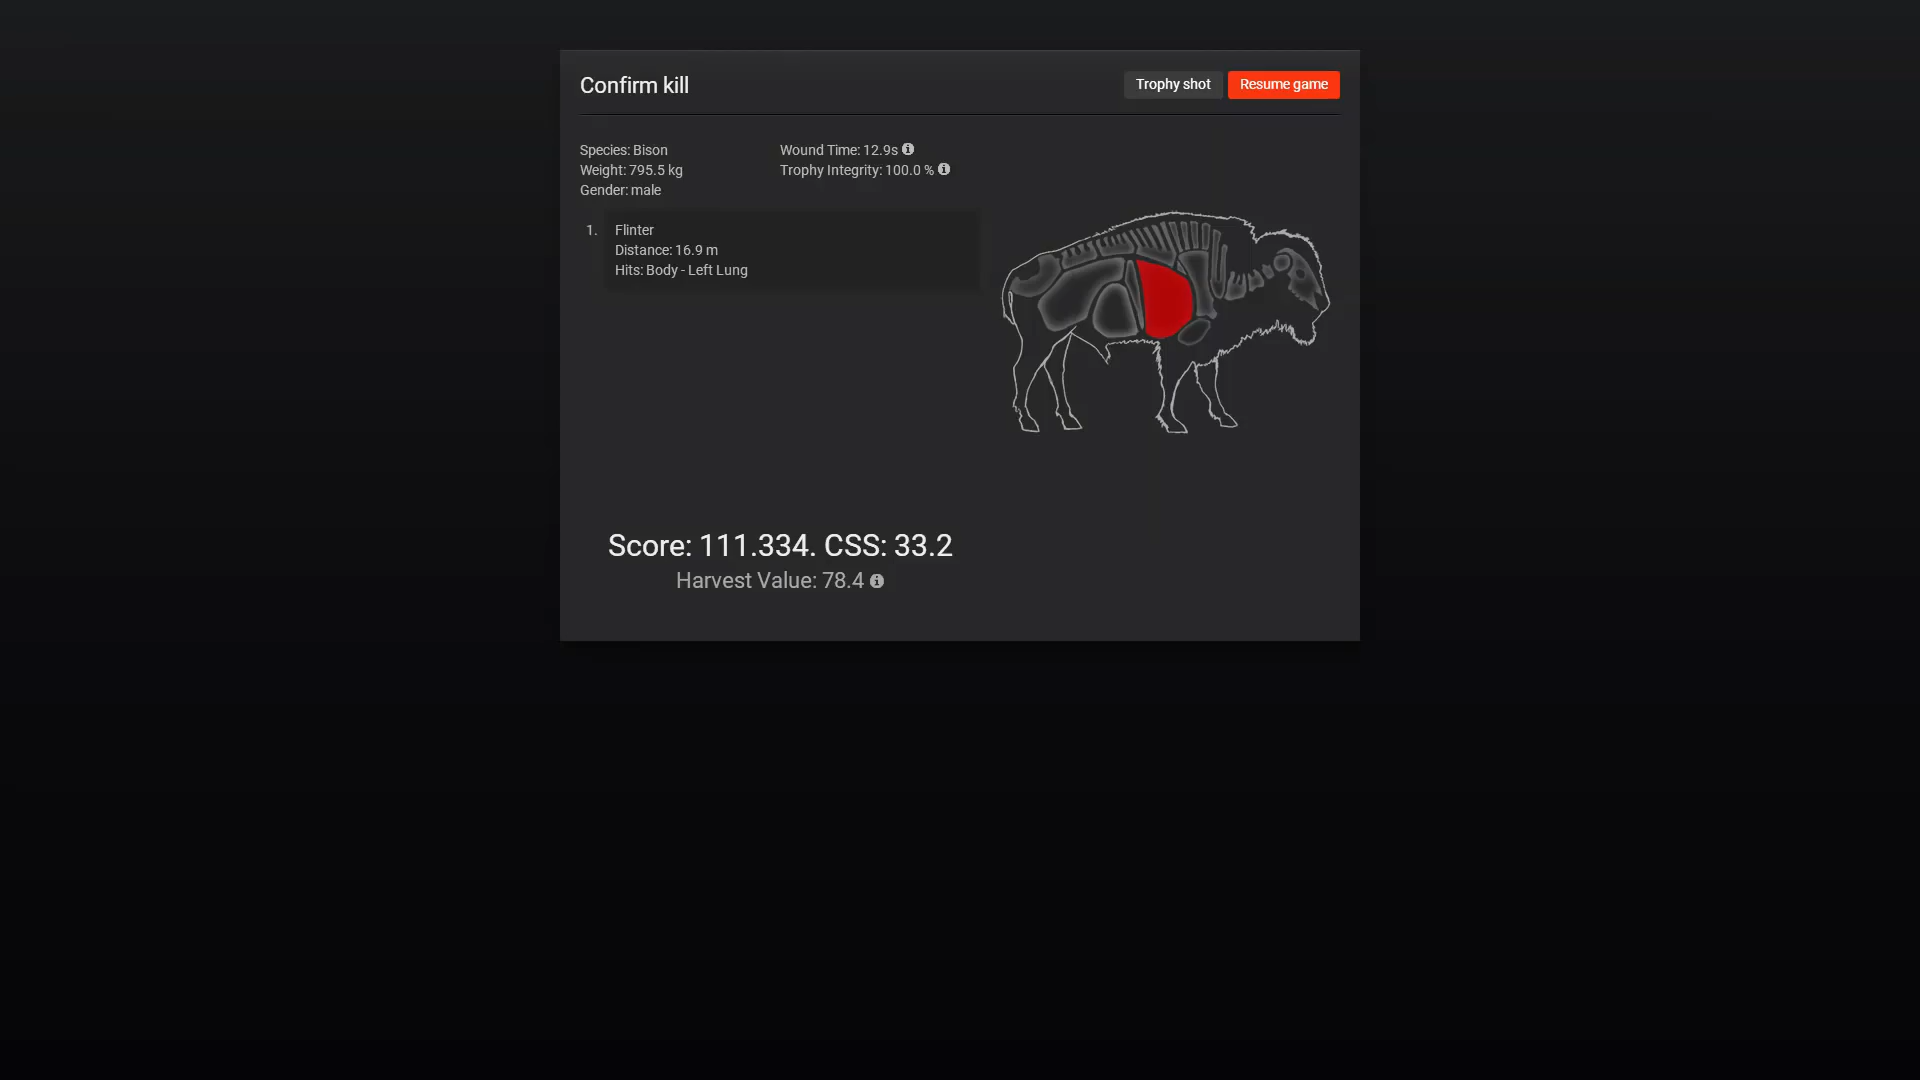 Confirm kill
Trophy shot
Resume game
Species: Bison
Weight: 795.5 kg
Gender: male
Wound Time: 12.9s
Trophy Integrity: 100.0 %
1.
Flinter
Distance: 16.9 m
Hits: Body - Left Lung
Score: 111.334. CSS: 33.2
Harvest Value: 78.4